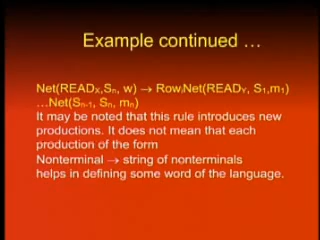 Example continued …
Net(READₓ,Sₙ, w) → RowᵢNet(READᵧ, S₁,m₁)
…Net(Sₙ₋₁, Sₙ, mₙ)
It may be noted that this rule introduces new
productions. It does not mean that each
production of the form
Nonterminal → string of nonterminals
helps in defining some word of the language.